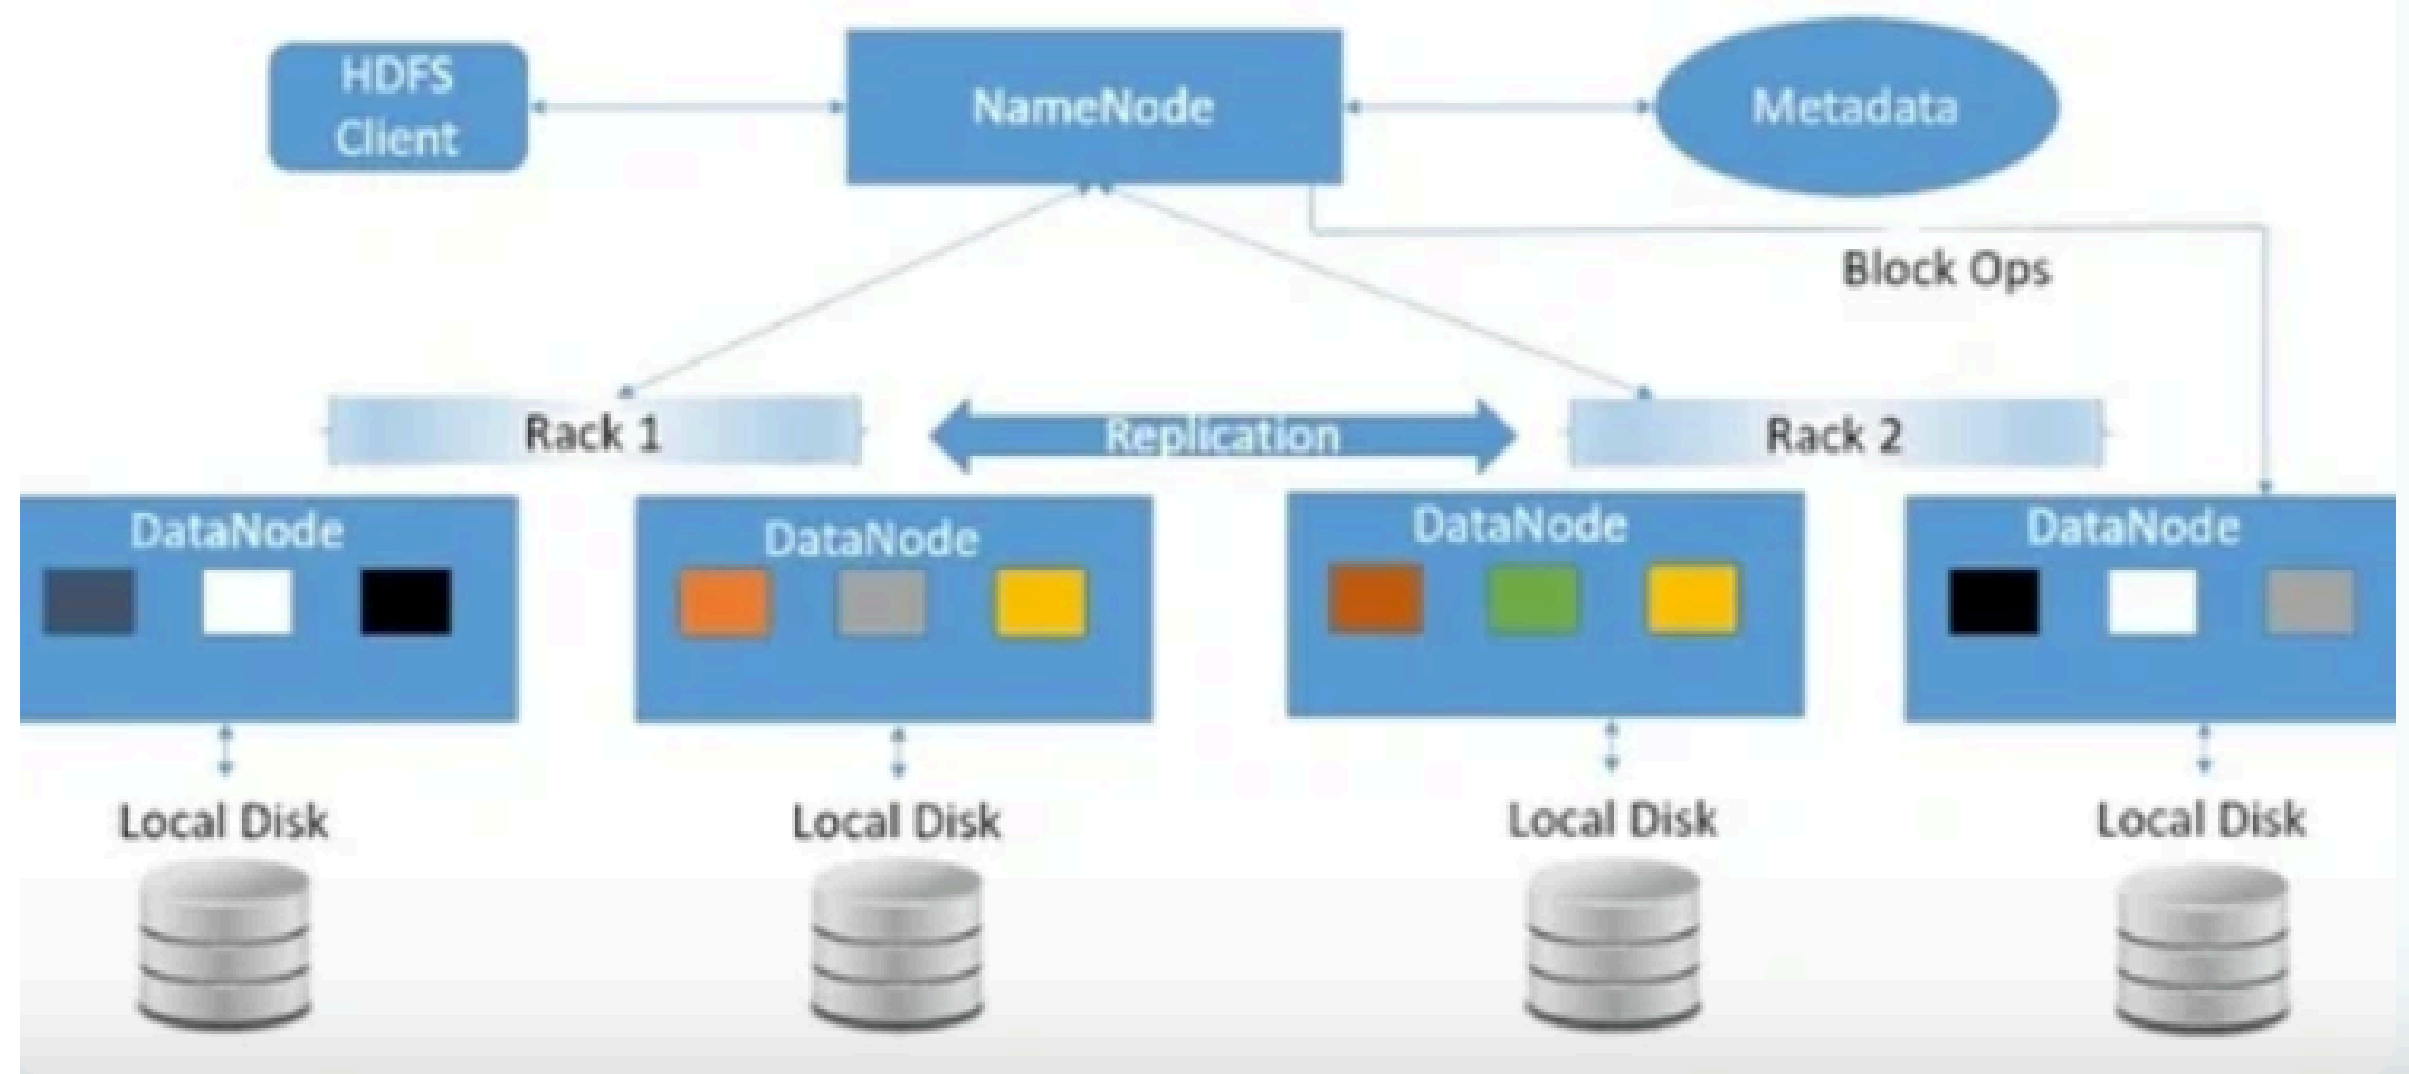 HDFS
Client
NameNode
Metadata
Block Ops
Rack 1
Replication
Rack 2
DataNode
DataNode
DataNode
DataNode
Local Disk
Local Disk
Local Disk
Local Disk